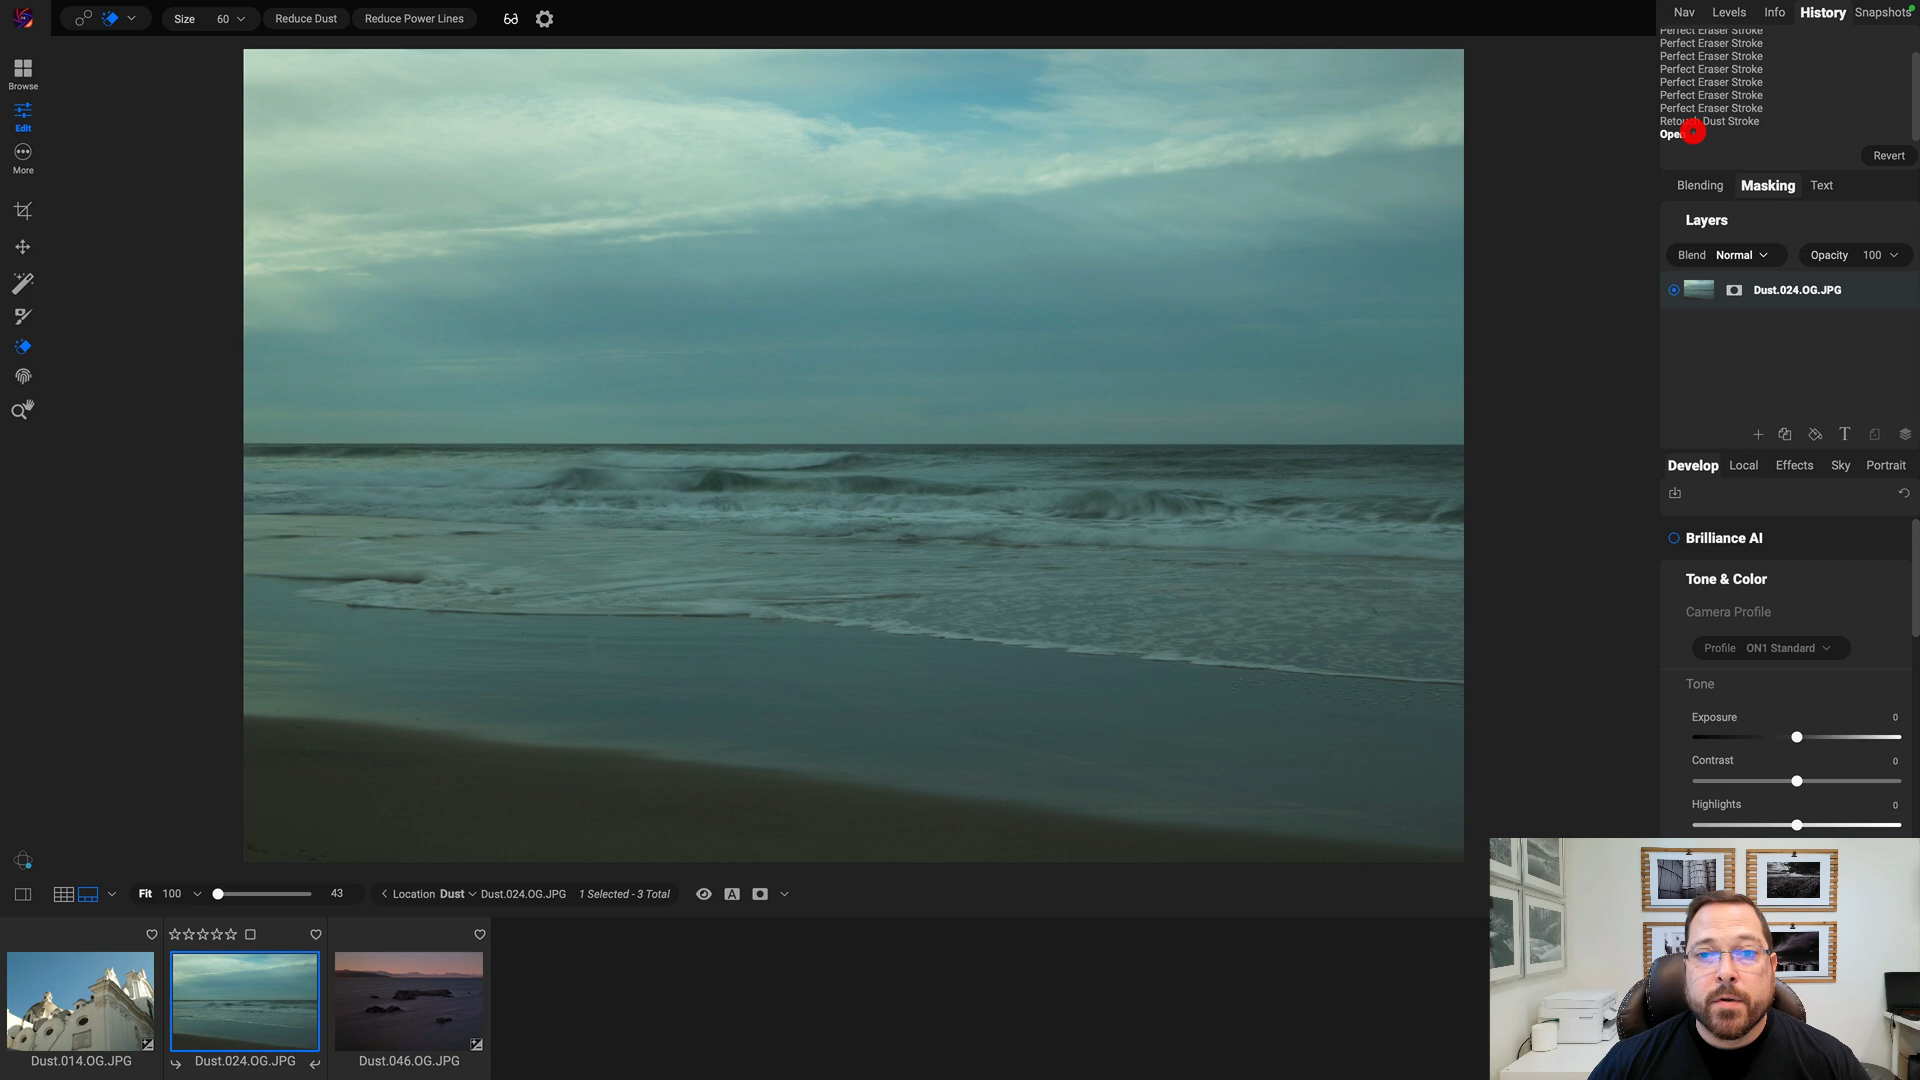 Size 60
Reduce Dust
Reduce Power Lines
Nav Levels Info History Snapshots
Perfect Eraser Stroke
Perfect Eraser Stroke
Perfect Eraser Stroke
Perfect Eraser Stroke
Perfect Eraser Stroke
Perfect Eraser Stroke
Perfect Eraser Stroke
Retouch Dust Stroke
Open
Revert
Browse
Edit
More
Blending Masking Text
Layers
Blend Normal
Opacity 100
Dust.024.OG.JPG
T
Develop Local Effects Sky Portrait
Brilliance AI
Tone & Color
Camera Profile
Profile ON1 Standard
Tone
Exposure 0
Contrast 0
Highlights 0
Fit 100 43
Location Dust Dust.024.OG.JPG 1 Selected - 3 Total
A
Dust.014.OG.JPG
Dust.024.OG.JPG
Dust.046.OG.JPG